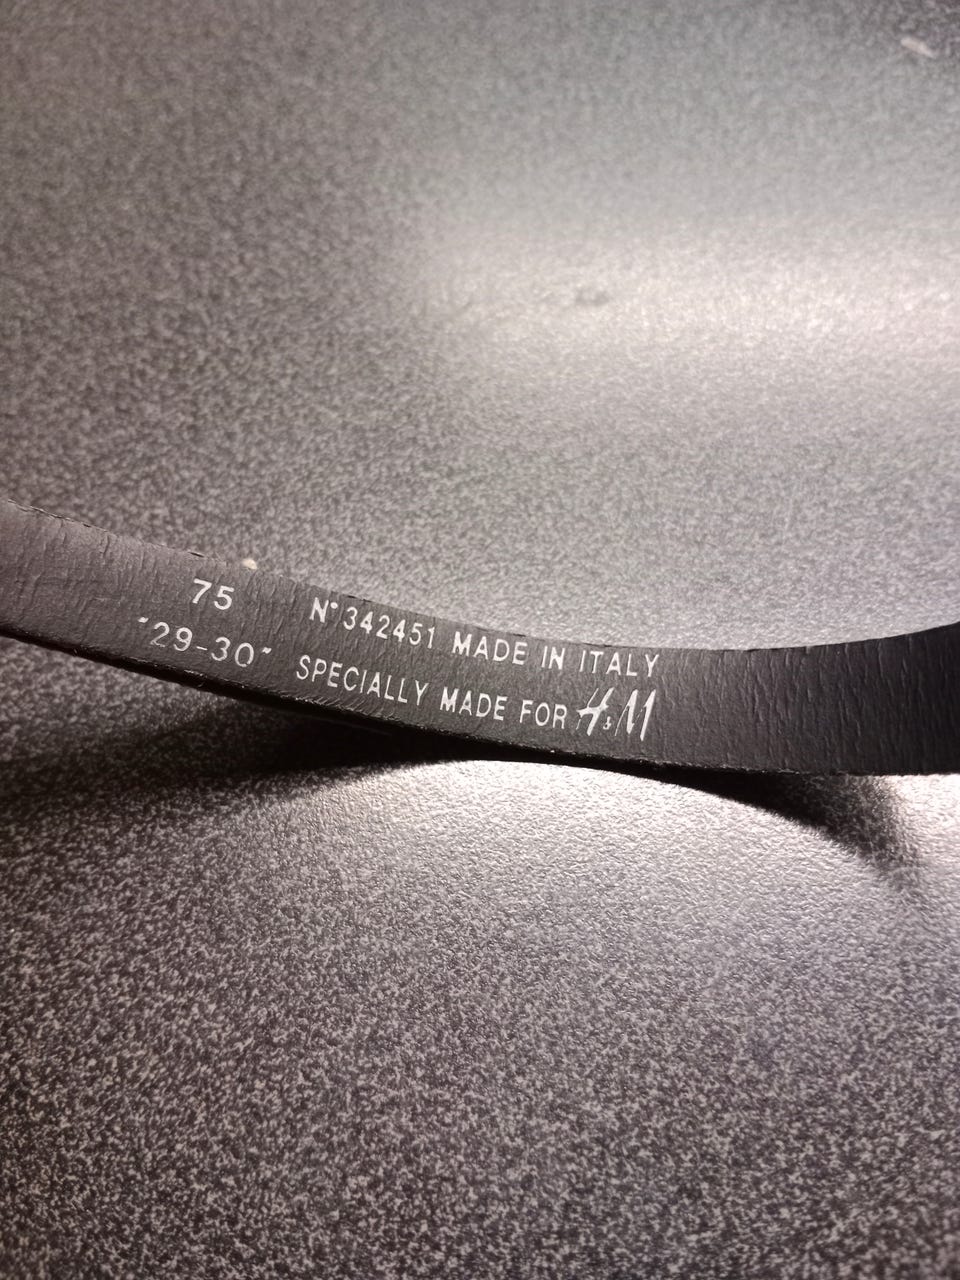 75 N°342451 MADE IN ITALY
"29-30" SPECIALLY MADE FOR H&M